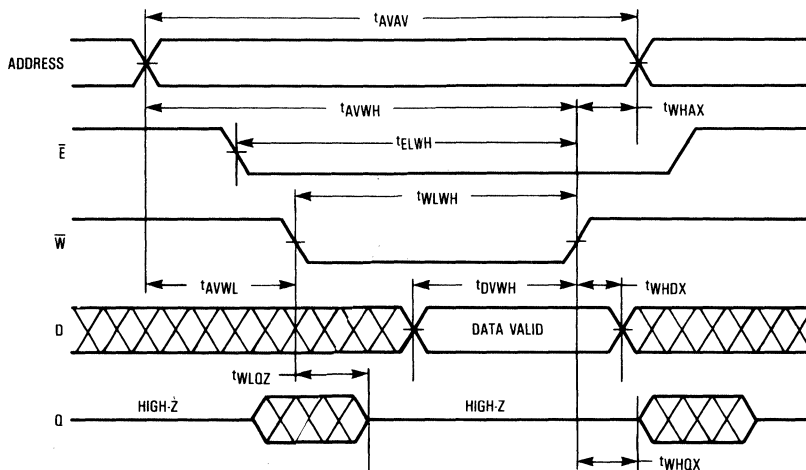 tAVAV
ADDRESS
tAVWH
tWHAX
E
tELWH
tWLWH
W
tAVWL
tDVWH
tWHDX
D
DATA VALID
tWLQZ
HIGH-Z
HIGH-Z
Q
tWHQX